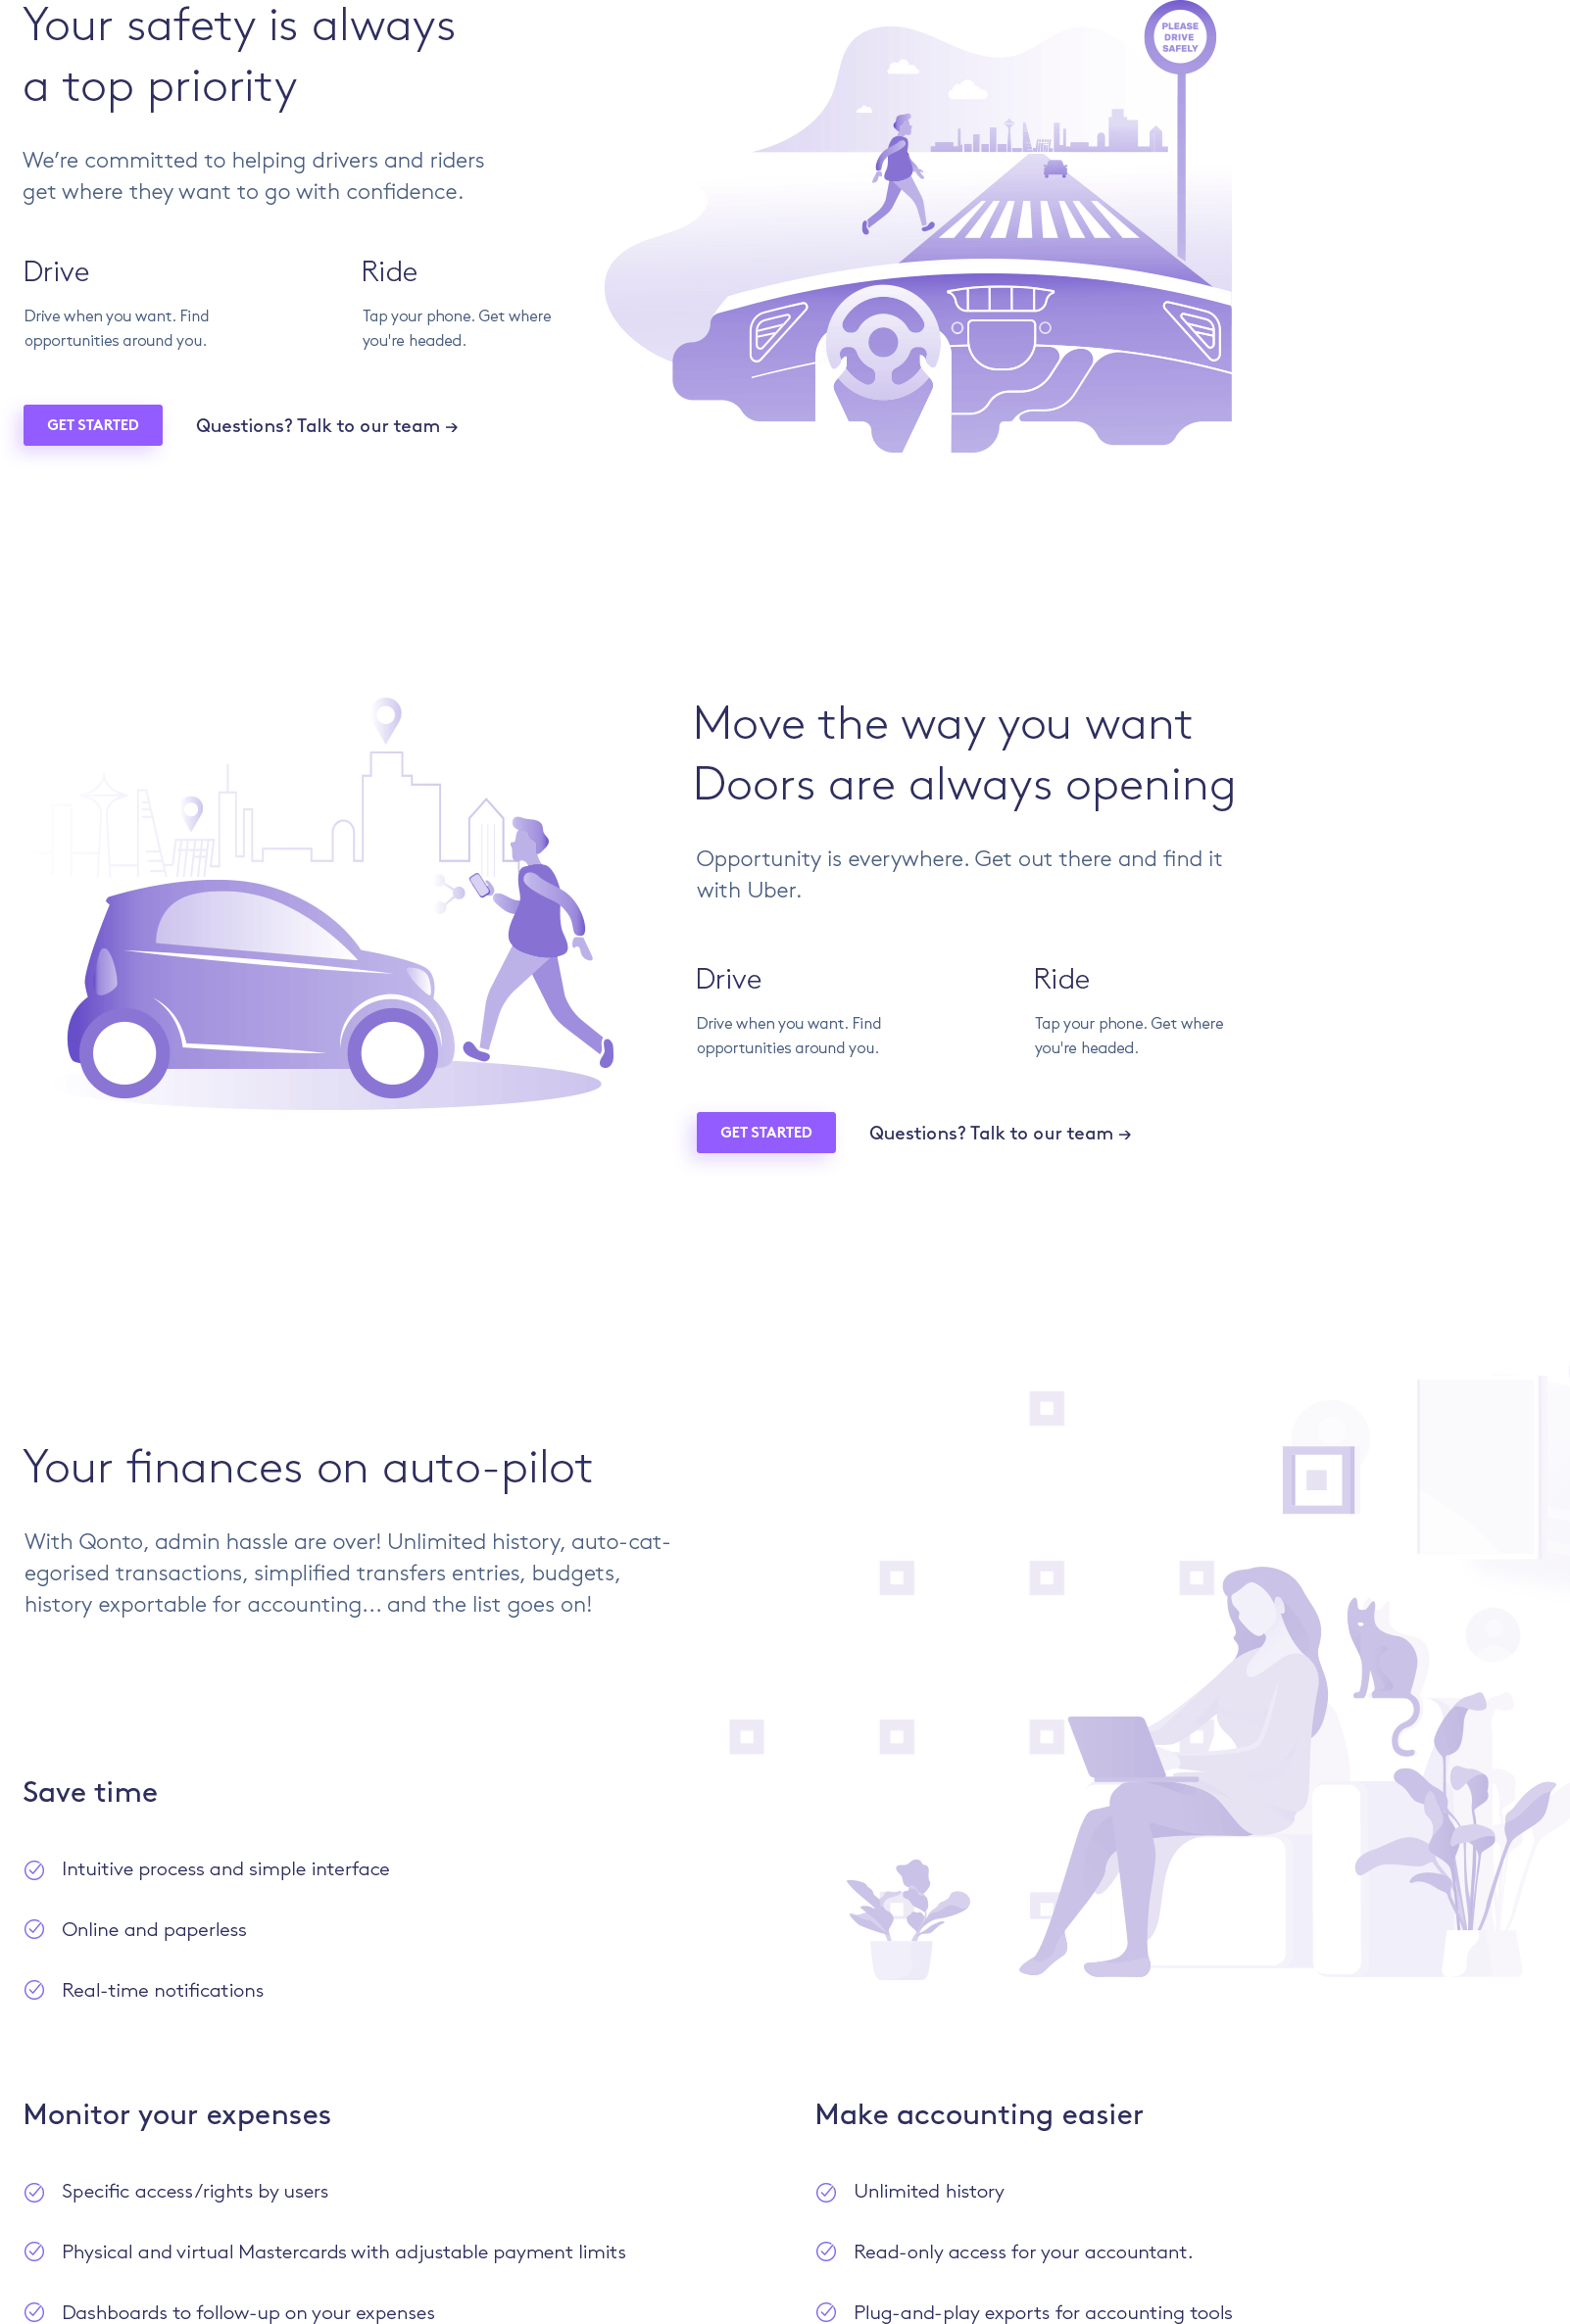 Your safety is always
a top priority
We’re committed to helping drivers and riders
get where they want to go with confidence.
Drive
Drive when you want. Find
opportunities around you.
Ride
Tap your phone. Get where
you're headed.
GET STARTED
Questions? Talk to our team →
PLEASE
DRIVE
SAFELY
Move the way you want
Doors are always opening
Opportunity is everywhere. Get out there and find it
with Uber.
Drive
Drive when you want. Find
opportunities around you.
Ride
Tap your phone. Get where
you're headed.
GET STARTED
Questions? Talk to our team →
Your finances on auto-pilot
With Qonto, admin hassle are over! Unlimited history, auto-cat-
egorised transactions, simplified transfers entries, budgets,
history exportable for accounting... and the list goes on!
Save time
Intuitive process and simple interface
Online and paperless
Real-time notifications
Monitor your expenses
Specific access/rights by users
Physical and virtual Mastercards with adjustable payment limits
Dashboards to follow-up on your expenses
Make accounting easier
Unlimited history
Read-only access for your accountant.
Plug-and-play exports for accounting tools